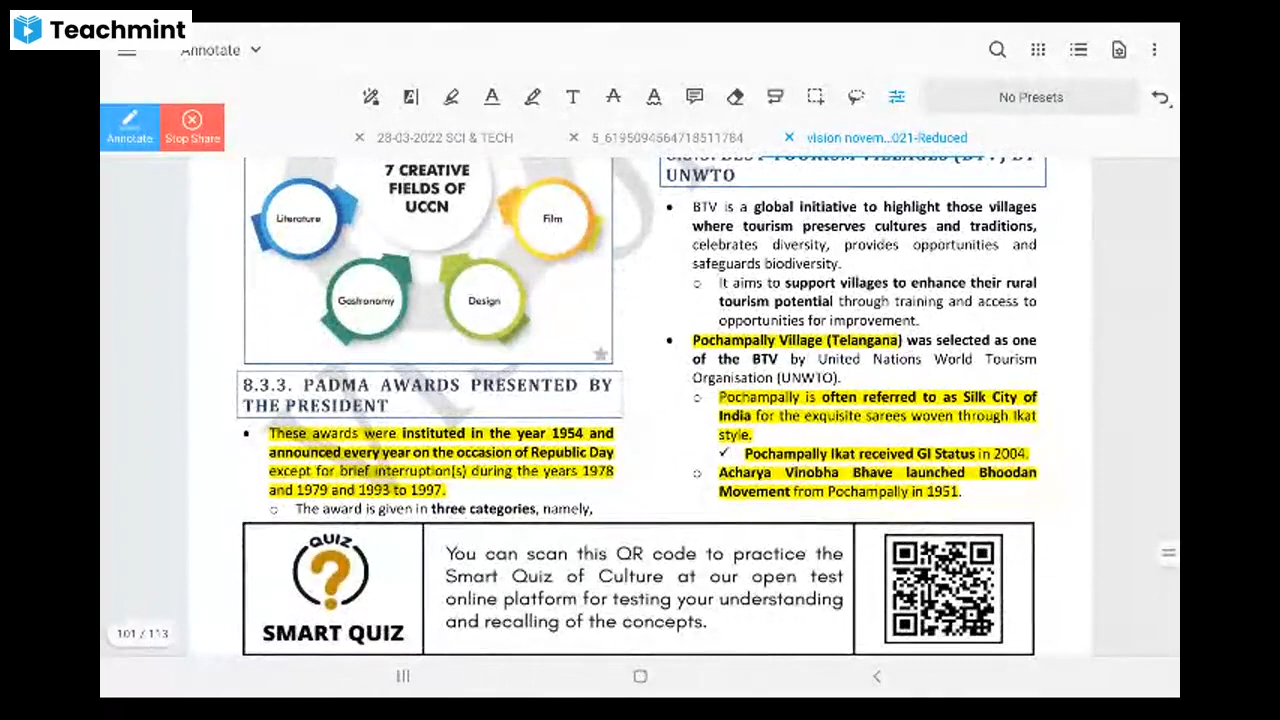 Teachmint
Annotate
No Presets
Annotate
Stop Share
28-03-2022 SCI & TECH
5_6195094564718511784
vision novem...021-Reduced
7 CREATIVE
FIELDS OF
UCCN
Literature
Film
Gastronomy
Design
8.3.3. PADMA AWARDS PRESENTED BY
THE PRESIDENT
• These awards were instituted in the year 1954 and
announced every year on the occasion of Republic Day
except for brief interruption(s) during the years 1978
and 1979 and 1993 to 1997.
o The award is given in three categories, namely,
UNWTO
• BTV is a global initiative to highlight those villages
where tourism preserves cultures and traditions,
celebrates diversity, provides opportunities and
safeguards biodiversity.
o It aims to support villages to enhance their rural
tourism potential through training and access to
opportunities for improvement.
• Pochampally Village (Telangana) was selected as one
of the BTV by United Nations World Tourism
Organisation (UNWTO).
o Pochampally is often referred to as Silk City of
India for the exquisite sarees woven through Ikat
style.
✓ Pochampally Ikat received GI Status in 2004.
o Acharya Vinobha Bhave launched Bhoodan
Movement from Pochampally in 1951.
QUIZ
SMART QUIZ
You can scan this QR code to practice the
Smart Quiz of Culture at our open test
online platform for testing your understanding
and recalling of the concepts.
101 / 113